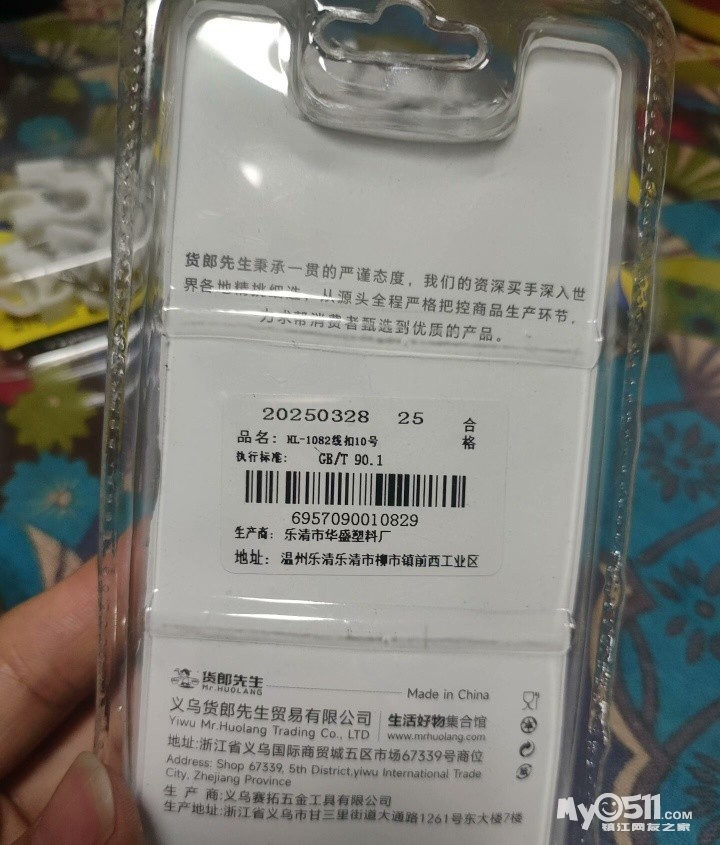 货郎先生秉承一贯的严谨态度，我们的资深买手深入世
界各地精挑细选，从源头全程严格把控商品生产环节，
力求帮消费者甄选到优质的产品。
20250328 25 合格
品名：HL-1082线扣10号
执行标准： GB/T 90.1
6957090010829
生产商：乐清市华盛塑料厂
地址：温州乐清乐清市柳市镇前西工业区
货郎先生
Mr.HUOLANG
Made in China
义乌货郎先生贸易有限公司 生活好物集合馆
Yiwu Mr.Huolang Trading Co., LTD www.mrhuolang.com
地址:浙江省义乌国际商贸城五区市场67339号商位
Address: Shop 67339, 5th District,yiwu International Trade
City, Zhejiang Province
生 产 商:义乌赛拓五金工具有限公司
生产地址:浙江省义乌市甘三里街道大通路1261号东大楼7楼
My0511.COM
镇江网友之家